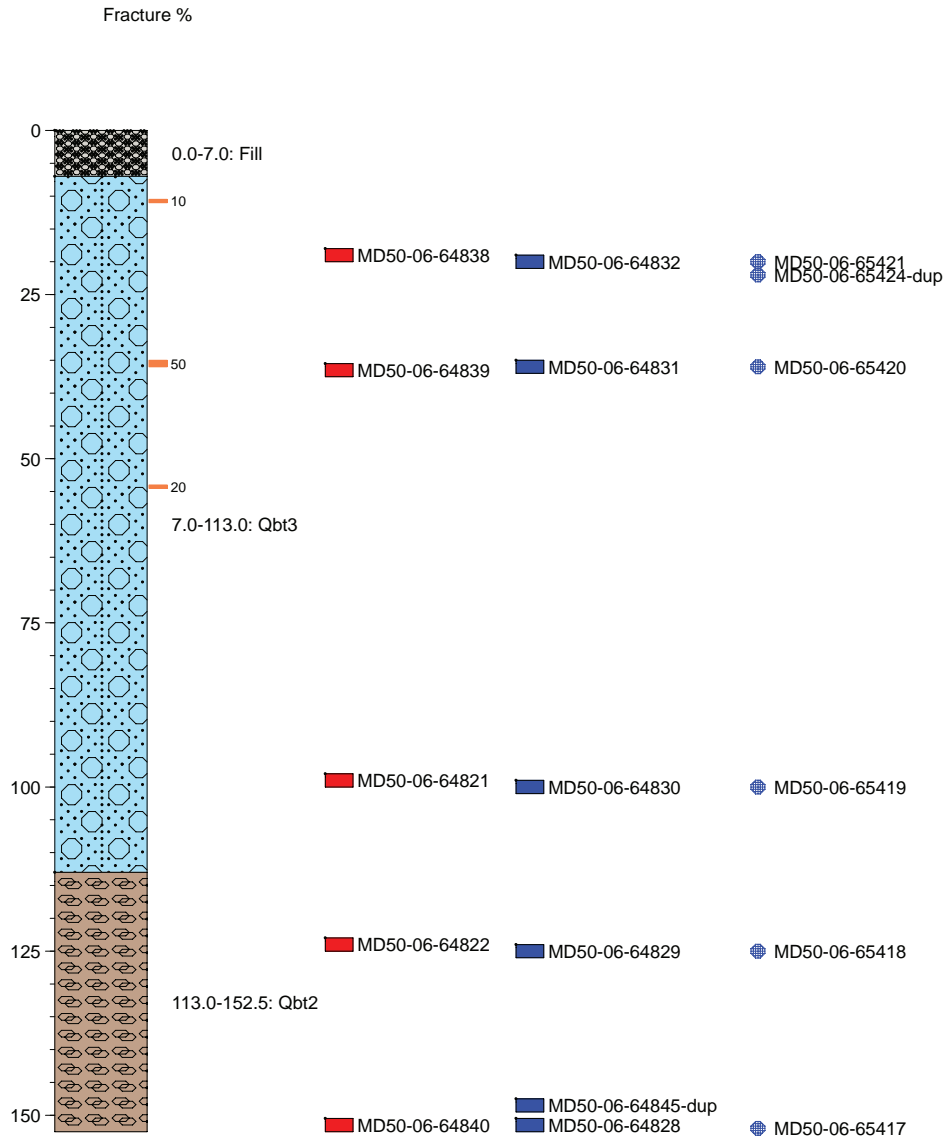 Fracture %
0
0.0-7.0: Fill
10
MD50-06-64838
MD50-06-64832
MD50-06-65421
MD50-06-65424-dup
25
50
MD50-06-64839
MD50-06-64831
MD50-06-65420
50
20
7.0-113.0: Qbt3
75
100
MD50-06-64821
MD50-06-64830
MD50-06-65419
125
MD50-06-64822
MD50-06-64829
MD50-06-65418
113.0-152.5: Qbt2
MD50-06-64845-dup
150
MD50-06-64840
MD50-06-64828
MD50-06-65417